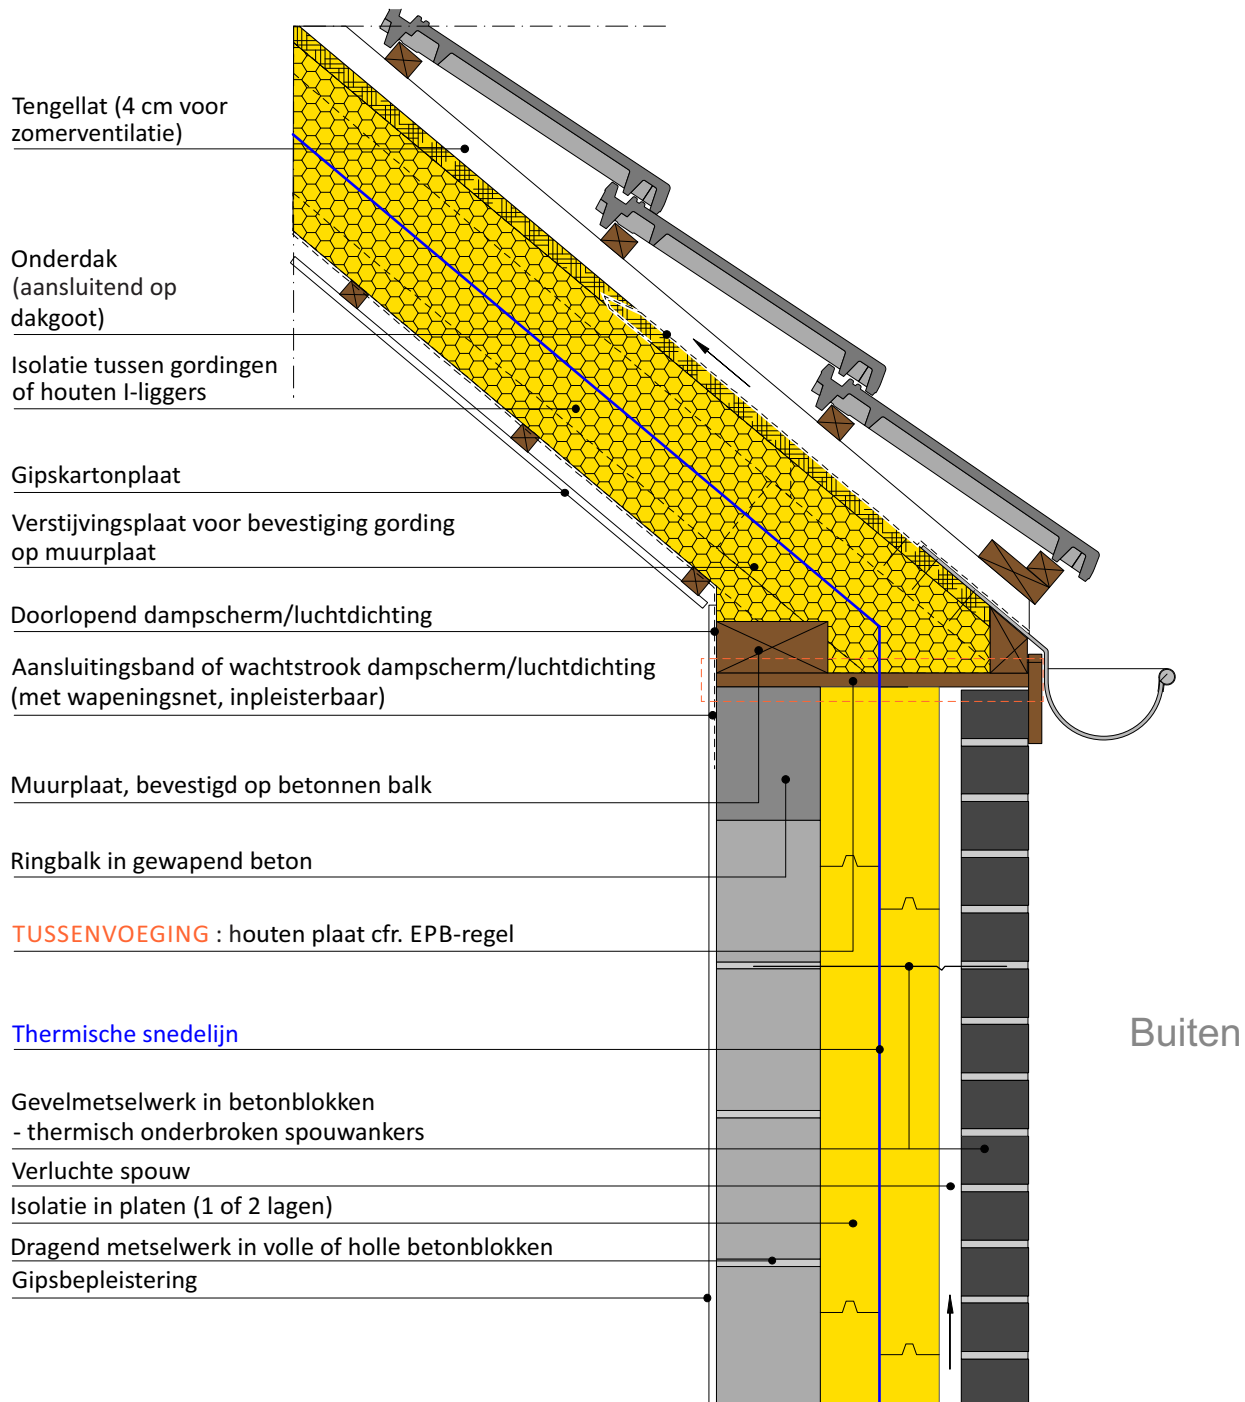 Tengellat (4 cm voor
zomerventilatie)
Onderdak
(aansluitend op
dakgoot)
Isolatie tussen gordingen
of houten I-liggers
Gipskartonplaat
Verstijvingsplaat voor bevestiging gording
op muurplaat
Doorlopend dampscherm/luchtdichting
Aansluitingsband of wachtstrook dampscherm/luchtdichting
(met wapeningsnet, inpleisterbaar)
Muurplaat, bevestigd op betonnen balk
Ringbalk in gewapend beton
TUSSENVOEGING : houten plaat cfr. EPB-regel
Thermische snedelijn
Buiten
Gevelmetselwerk in betonblokken
- thermisch onderbroken spouwankers
Verluchte spouw
Isolatie in platen (1 of 2 lagen)
Dragend metselwerk in volle of holle betonblokken
Gipsbepleistering